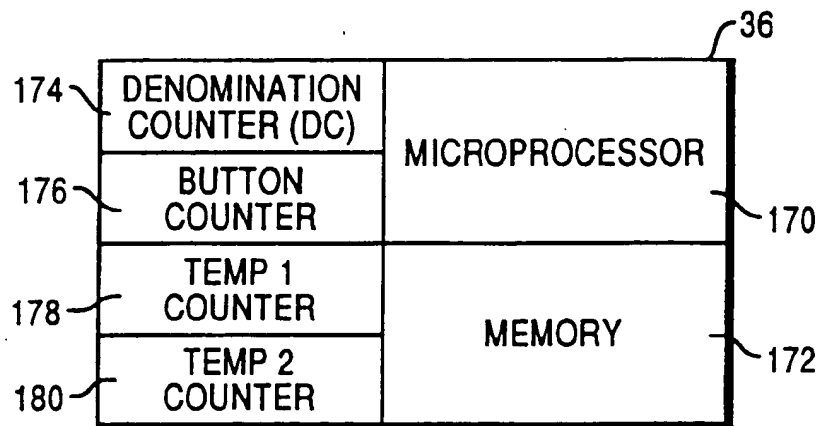 36
174
DENOMINATION
COUNTER (DC)
MICROPROCESSOR
176
BUTTON
COUNTER
170
178
TEMP 1
COUNTER
MEMORY
172
180
TEMP 2
COUNTER